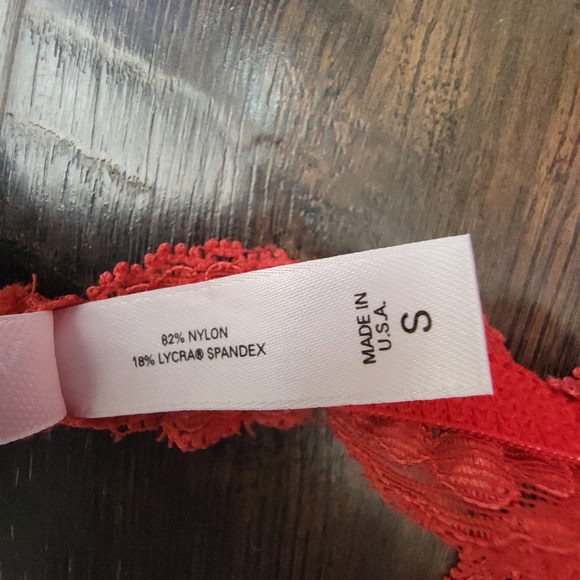 82% NYLON
18% LYCRA® SPANDEX
MADE IN
U.S.A.
S